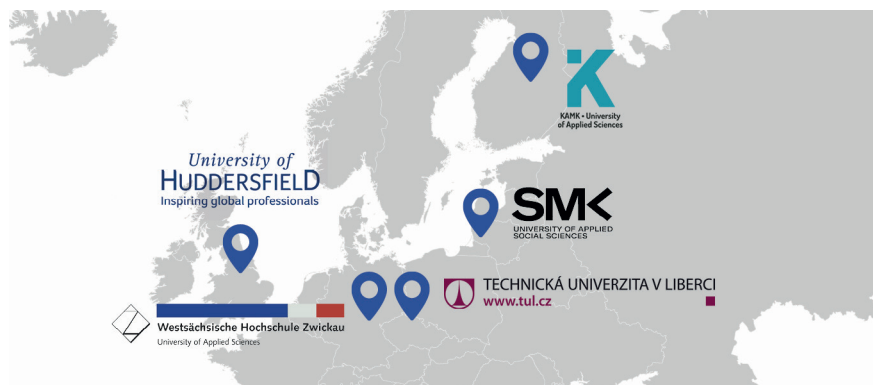 KAMK • University
of Applied Sciences
University of
HUDDERSFIELD
Inspiring global professionals
SMK
UNIVERSITY OF APPLIED
SOCIAL SCIENCES
TECHNICKÁ UNIVERZITA V LIBERCI
www.tul.cz
Westsächsische Hochschule Zwickau
University of Applied Sciences